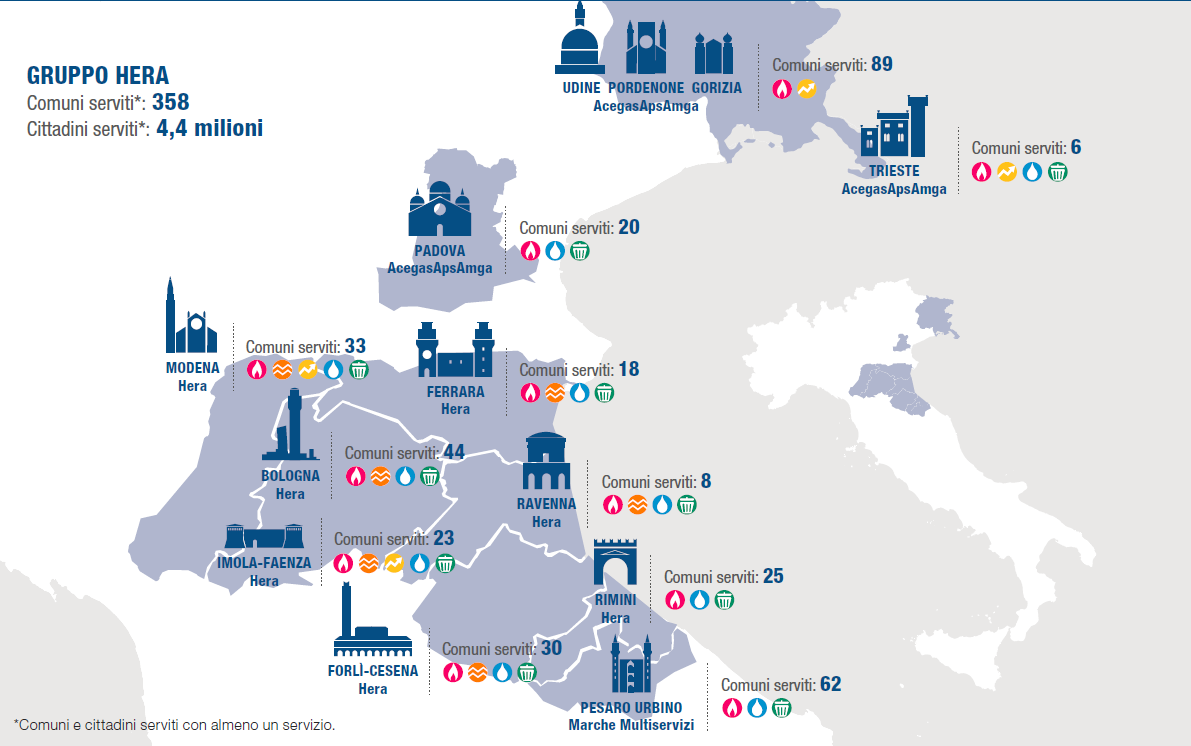 GRUPPO HERA
Comuni serviti*: 358
Cittadini serviti*: 4,4 milioni
UDINE PORDENONE GORIZIA
AcegasApsAmga
Comuni serviti: 89
TRIESTE
AcegasApsAmga
Comuni serviti: 6
PADOVA
AcegasApsAmga
Comuni serviti: 20
MODENA
Hera
Comuni serviti: 33
FERRARA
Hera
Comuni serviti: 18
BOLOGNA
Hera
Comuni serviti: 44
RAVENNA
Hera
Comuni serviti: 8
IMOLA-FAENZA
Hera
Comuni serviti: 23
RIMINI
Hera
Comuni serviti: 25
FORLÌ-CESENA
Hera
Comuni serviti: 30
PESARO URBINO
Marche Multiservizi
Comuni serviti: 62
*Comuni e cittadini serviti con almeno un servizio.